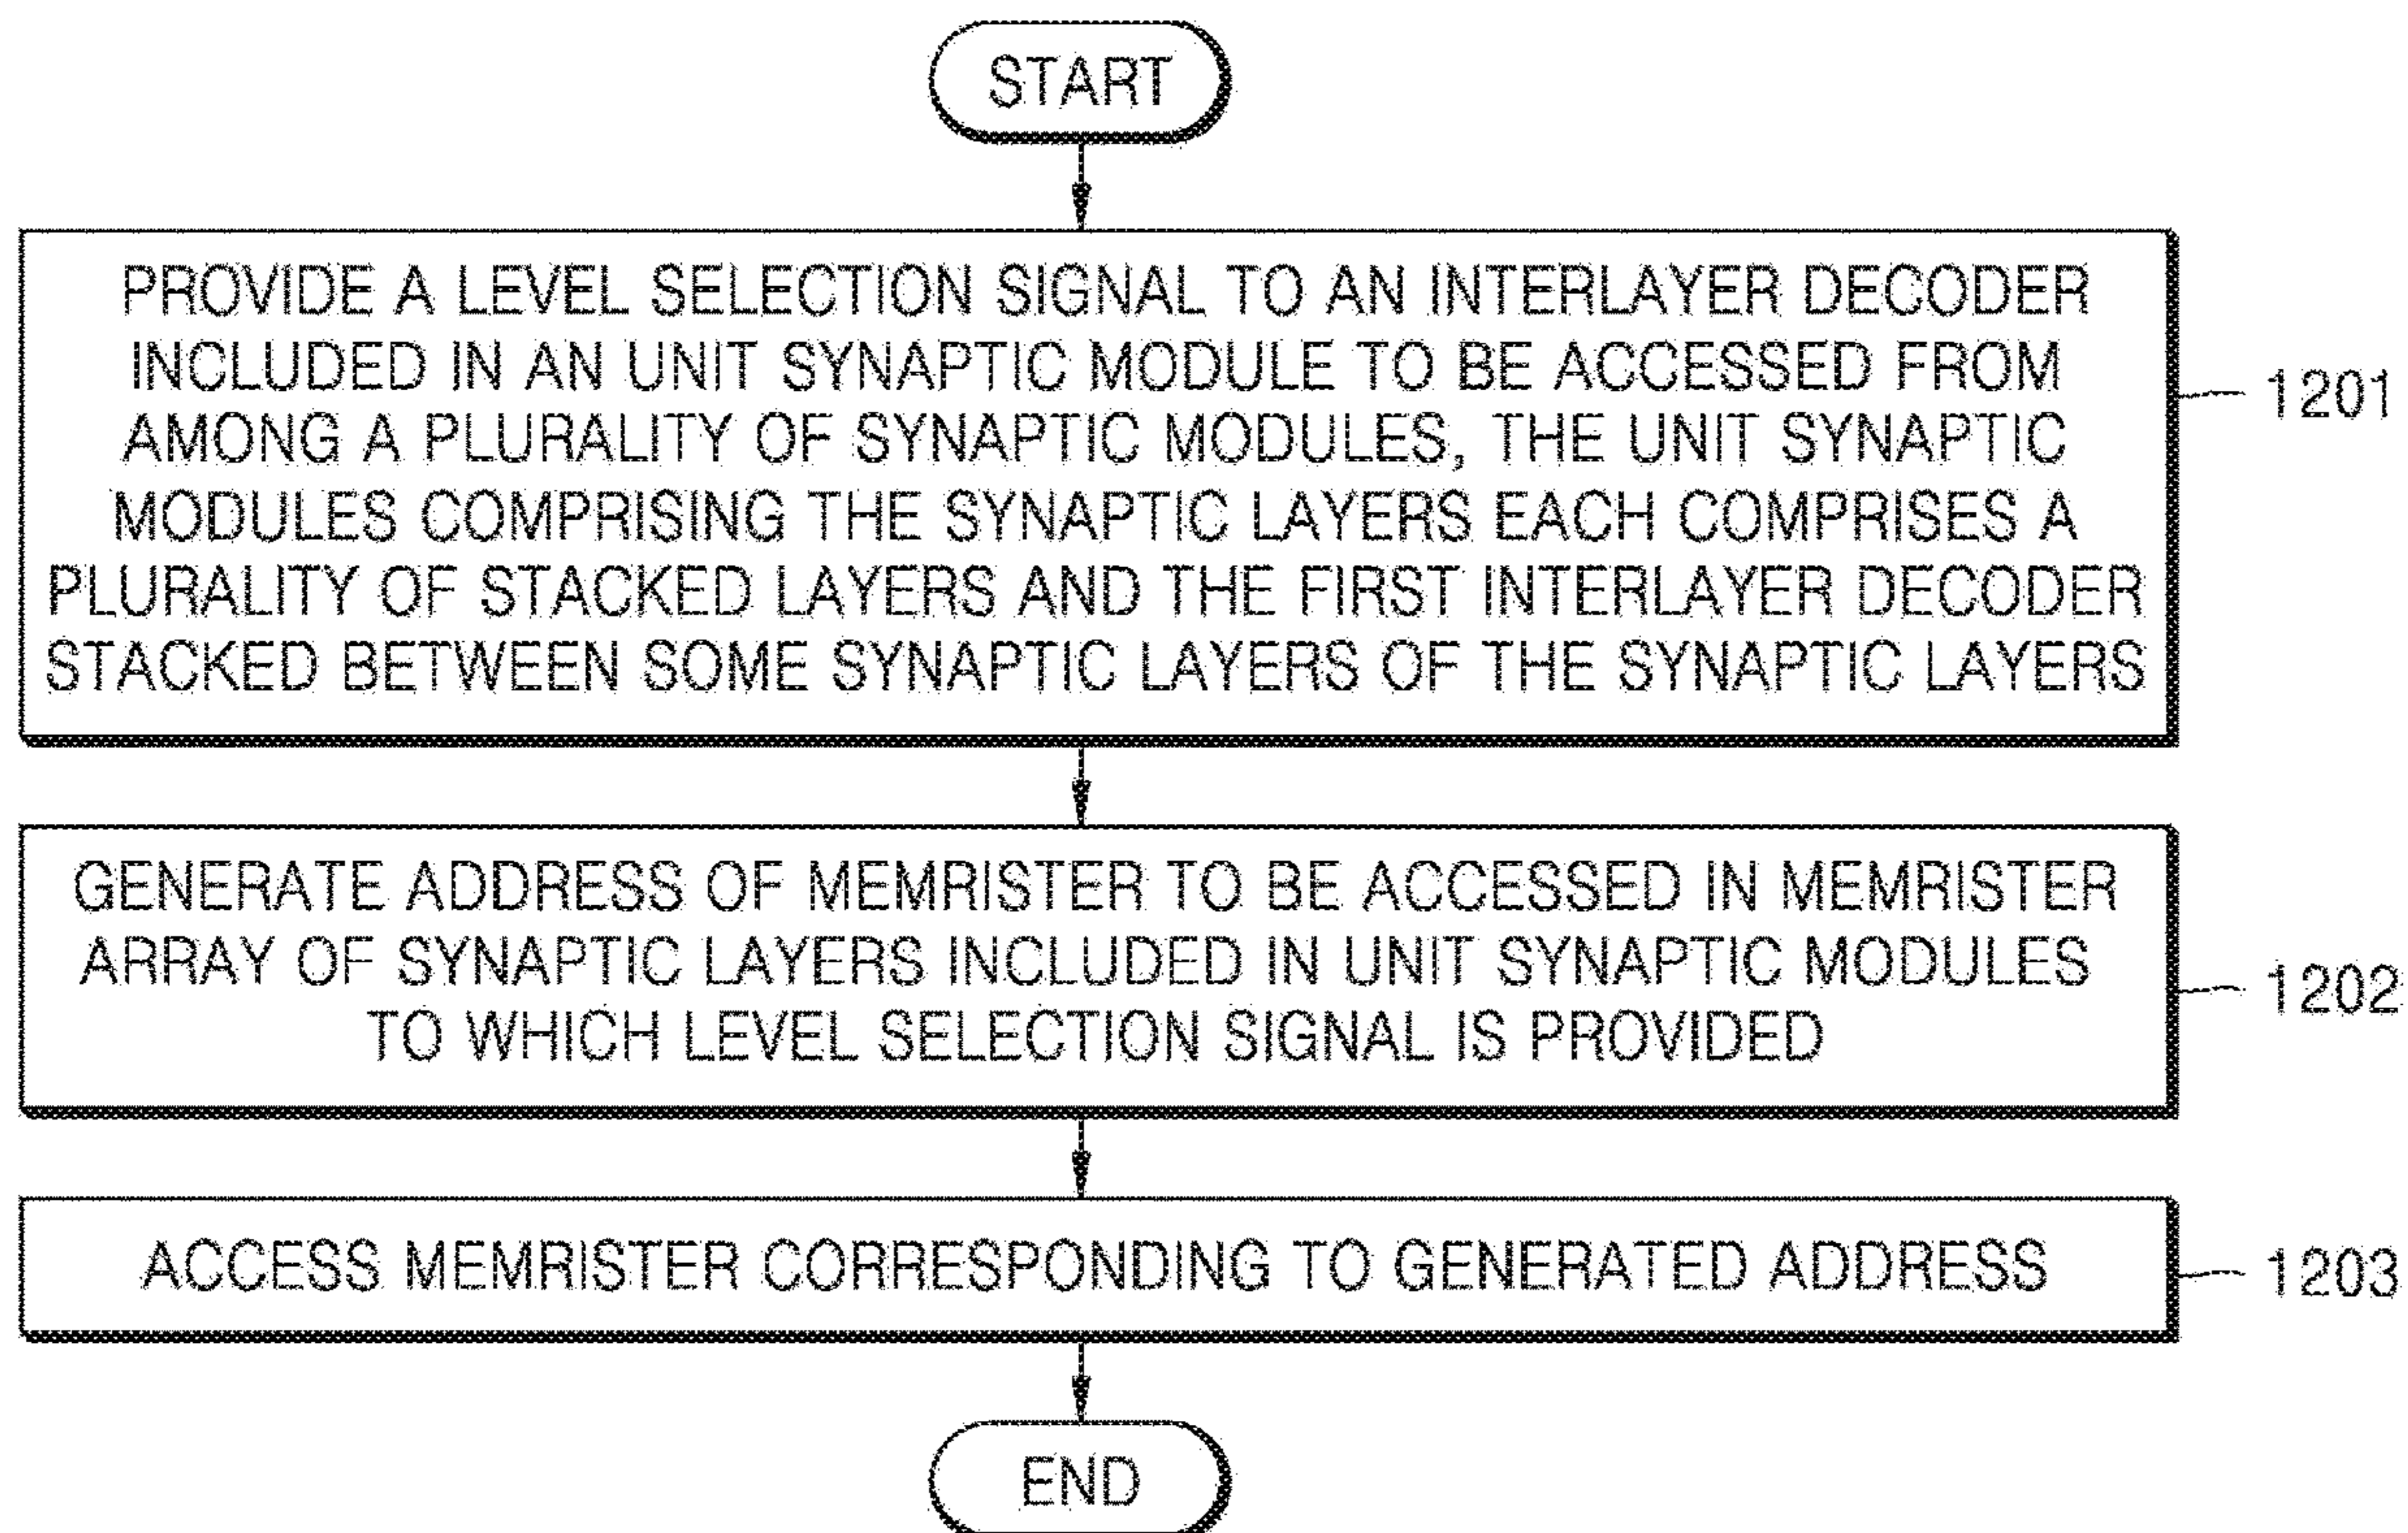 START
PROVIDE A LEVEL SELECTION SIGNAL TO AN INTERLAYER DECODER
INCLUDED IN AN UNIT SYNAPTIC MODULE TO BE ACCESSED FROM
AMONG A PLURALITY OF SYNAPTIC MODULES, THE UNIT SYNAPTIC
MODULES COMPRISING THE SYNAPTIC LAYERS EACH COMPRISES A
PLURALITY OF STACKED LAYERS AND THE FIRST INTERLAYER DECODER
STACKED BETWEEN SOME SYNAPTIC LAYERS OF THE SYNAPTIC LAYERS
1201
GENERATE ADDRESS OF MEMRISTER TO BE ACCESSED IN MEMRISTER
ARRAY OF SYNAPTIC LAYERS INCLUDED IN UNIT SYNAPTIC MODULES
TO WHICH LEVEL SELECTION SIGNAL IS PROVIDED
1202
ACCESS MEMRISTER CORRESPONDING TO GENERATED ADDRESS
1203
END